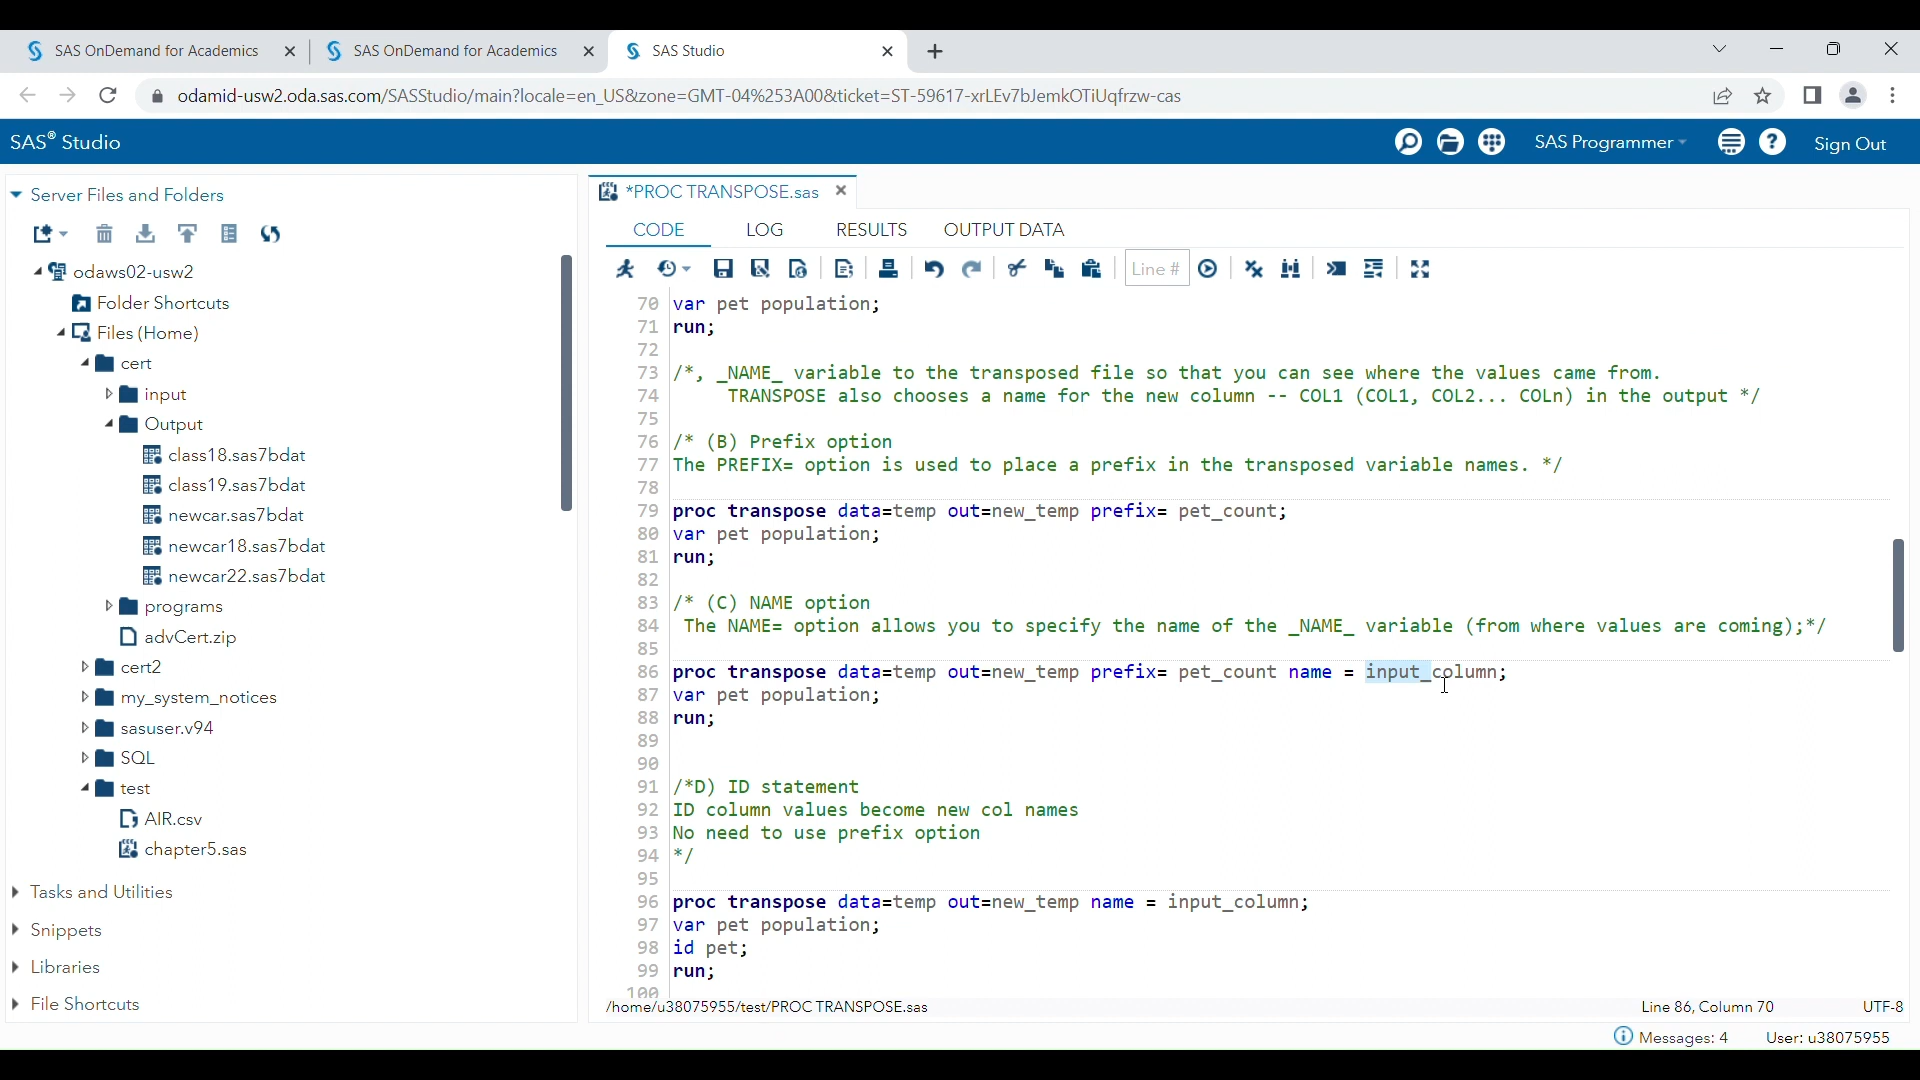 SAS OnDemand for Academics
SAS OnDemand for Academics
SAS Studio
odamid-usw2.oda.sas.com/SASStudio/main?locale=en_US&zone=GMT-04%253A00&ticket=ST-59617-xrLEv7bJemkOTiUqfrzw-cas
SAS® Studio
SAS Programmer
Sign Out
Server Files and Folders
odaws02-usw2
Folder Shortcuts
Files (Home)
cert
input
Output
class18.sas7bdat
class19.sas7bdat
newcar.sas7bdat
newcar18.sas7bdat
newcar22.sas7bdat
programs
advCert.zip
cert2
my_system_notices
sasuser.v94
SQL
test
AIR.csv
chapter5.sas
Tasks and Utilities
Snippets
Libraries
File Shortcuts
*PROC TRANSPOSE.sas
CODE LOG RESULTS OUTPUT DATA
Line #
70 var pet population;
71 run;
72
73 /*, _NAME_ variable to the transposed file so that you can see where the values came from.
74 TRANSPOSE also chooses a name for the new column -- COL1 (COL1, COL2... COLn) in the output */
75
76 /* (B) Prefix option
77 The PREFIX= option is used to place a prefix in the transposed variable names. */
78
79 proc transpose data=temp out=new_temp prefix= pet_count;
80 var pet population;
81 run;
82
83 /* (C) NAME option
84 The NAME= option allows you to specify the name of the _NAME_ variable (from where values are coming);*/
85
86 proc transpose data=temp out=new_temp prefix= pet_count name = input_column;
87 var pet population;
88 run;
89
90
91 /*D) ID statement
92 ID column values become new col names
93 No need to use prefix option
94 */
95
96 proc transpose data=temp out=new_temp name = input_column;
97 var pet population;
98 id pet;
99 run;
100
/home/u38075955/test/PROC TRANSPOSE.sas
Line 86, Column 70
UTF-8
Messages: 4
User: u38075955